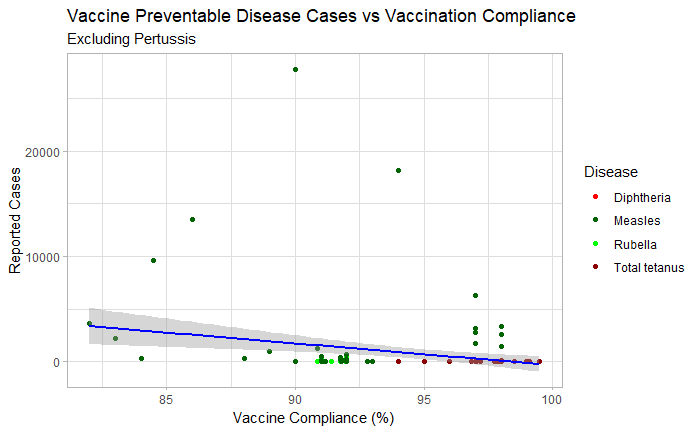 Vaccine Preventable Disease Cases vs Vaccination Compliance
Excluding Pertussis
Reported Cases
20000
10000
0
85
90
95
100
Vaccine Compliance (%)
Disease
Diphtheria
Measles
Rubella
Total tetanus